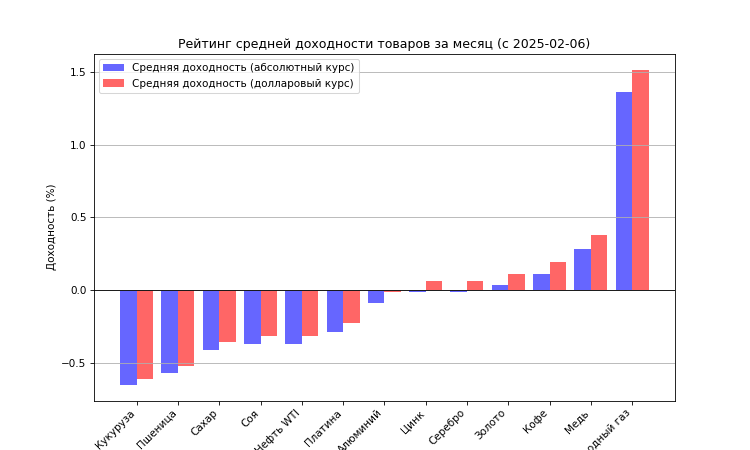 Рейтинг средней доходности товаров за месяц (с 2025-02-06)
Средняя доходность (абсолютный курс)
Средняя доходность (долларовый курс)
Доходность (%)
1.5
1.0
0.5
0.0
−0.5
Кукуруза
Пшеница
Сахар
Соя
Нефть WTI
Платина
Алюминий
Цинк
Серебро
Золото
Кофе
Медь
газ